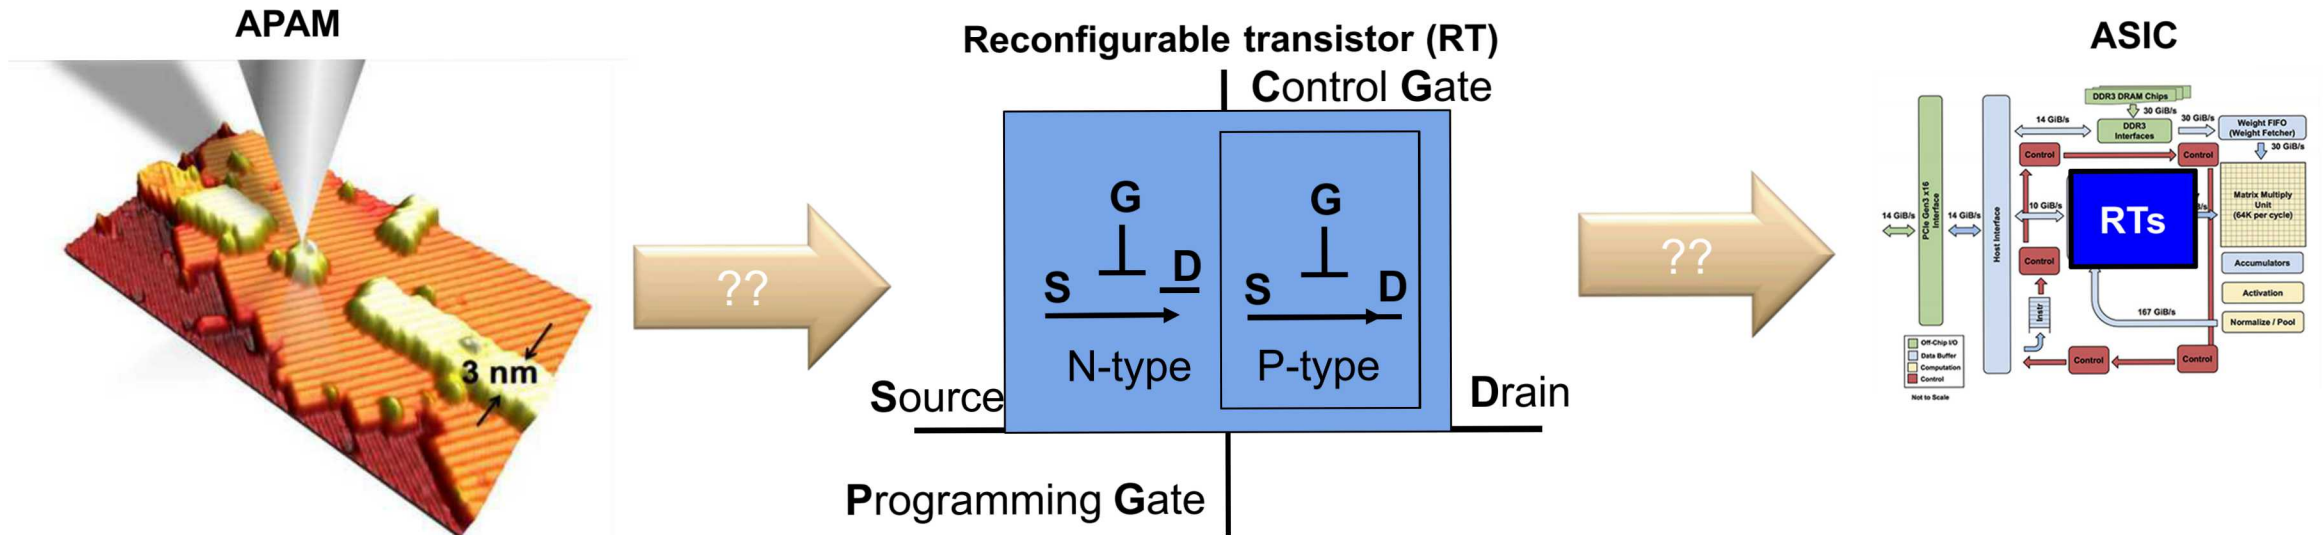 APAM
3 nm
??
Reconfigurable transistor (RT)
Control Gate
G
S
D
N-type
G
S
D
P-type
Source
Drain
Programming Gate
??
ASIC
DDR3 DRAM Chips
30 GiB/s
14 GiB/s
DDR3
Interfaces
30 GiB/s
Weight FIFO
(Weight Fetcher)
30 GiB/s
Control
Control
Matrix Multiply
Unit
(64K per cycle)
PCIe Gen3 x16
Interface
Host Interface
14 GiB/s
14 GiB/s
10 GiB/s
RTs
Control
Accumulators
Activation
Instr
167 GiB/s
Normalize / Pool
Control
Control
Off-Chip I/O
Data Buffer
Computation
Control
Not to Scale